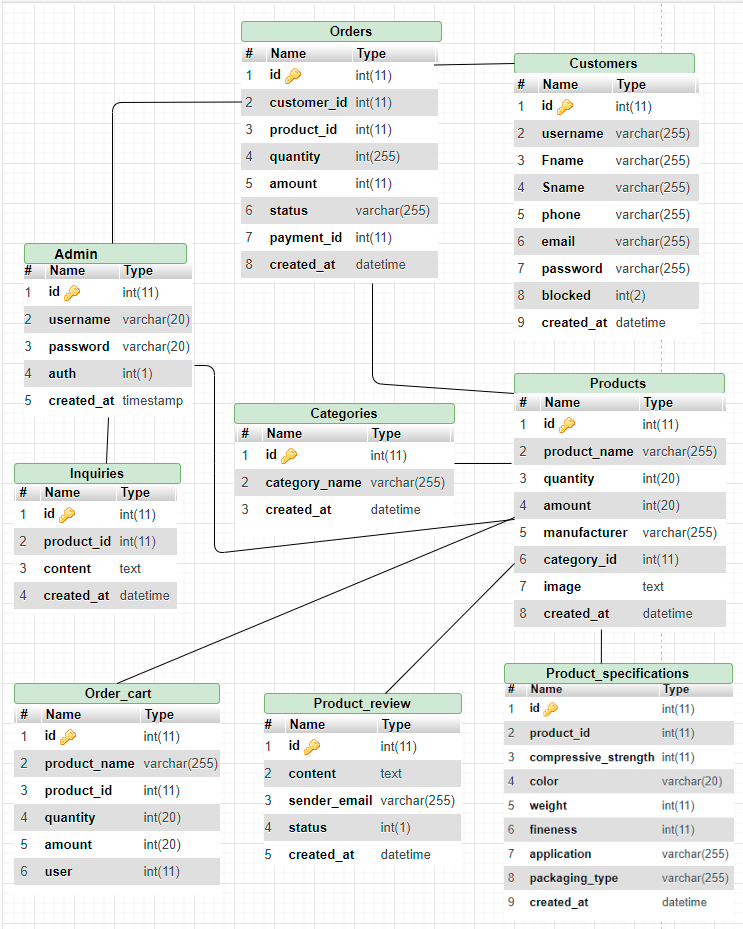 Orders
# Name Type
1 id int(11)
2 customer_id int(11)
3 product_id int(11)
4 quantity int(255)
5 amount int(11)
6 status varchar(255)
7 payment_id int(11)
8 created_at datetime
Customers
# Name Type
1 id int(11)
2 username varchar(255)
3 Fname varchar(255)
4 Sname varchar(255)
5 phone varchar(255)
6 email varchar(255)
7 password varchar(255)
8 blocked int(2)
9 created_at datetime
Admin
# Name Type
1 id int(11)
2 username varchar(20)
3 password varchar(20)
4 auth int(1)
5 created_at timestamp
Categories
# Name Type
1 id int(11)
2 category_name varchar(255)
3 created_at datetime
Products
# Name Type
1 id int(11)
2 product_name varchar(255)
3 quantity int(20)
4 amount int(20)
5 manufacturer varchar(255)
6 category_id int(11)
7 image text
8 created_at datetime
Inquiries
# Name Type
1 id int(11)
2 product_id int(11)
3 content text
4 created_at datetime
Order_cart
# Name Type
1 id int(11)
2 product_name varchar(255)
3 product_id int(11)
4 quantity int(20)
5 amount int(20)
6 user int(11)
Product_review
# Name Type
1 id int(11)
2 content text
3 sender_email varchar(255)
4 status int(1)
5 created_at datetime
Product_specifications
# Name Type
1 id int(11)
2 product_id int(11)
3 compressive_strength int(11)
4 color varchar(20)
5 weight int(11)
6 fineness int(11)
7 application varchar(255)
8 packaging_type varchar(255)
9 created_at datetime